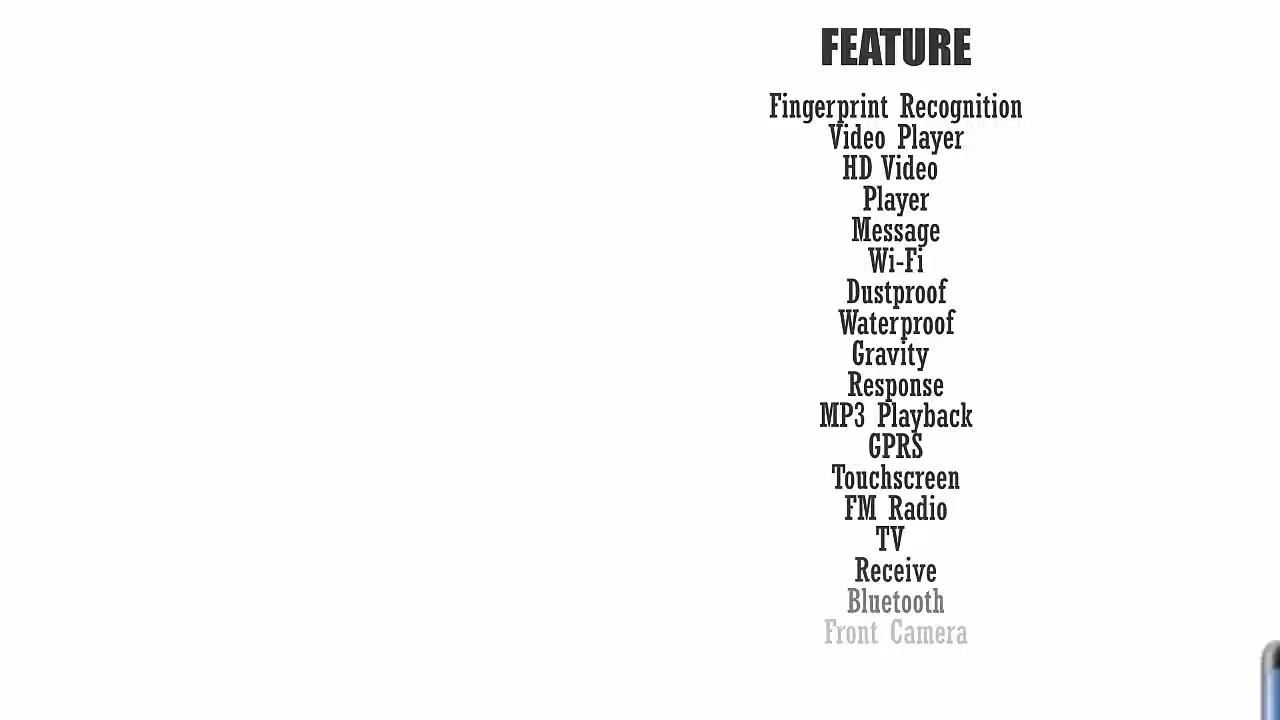 FEATURE
Fingerprint Recognition
Video Player
HD Video
Player
Message
Wi-Fi
Dustproof
Waterproof
Gravity
Response
MP3 Playback
GPRS
Touchscreen
FM Radio
TV
Receive
Bluetooth
Front Camera